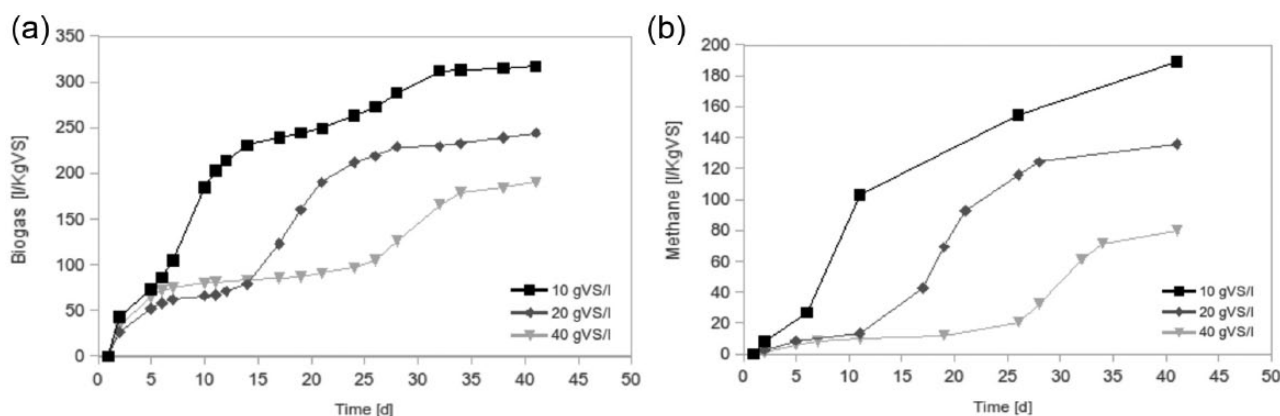 (a)
350
300
250
200
150
100
50
0
Biogas [l/KgVS]
10 gVS/l
20 gVS/l
40 gVS/l
0 5 10 15 20 25 30 35 40 45 50
Time [d]
(b)
200
180
160
140
120
100
80
60
40
20
0
Methane [l/KgVS]
10 gVS/l
20 gVS/l
40 gVS/l
0 5 10 15 20 25 30 35 40 45 50
Time [d]